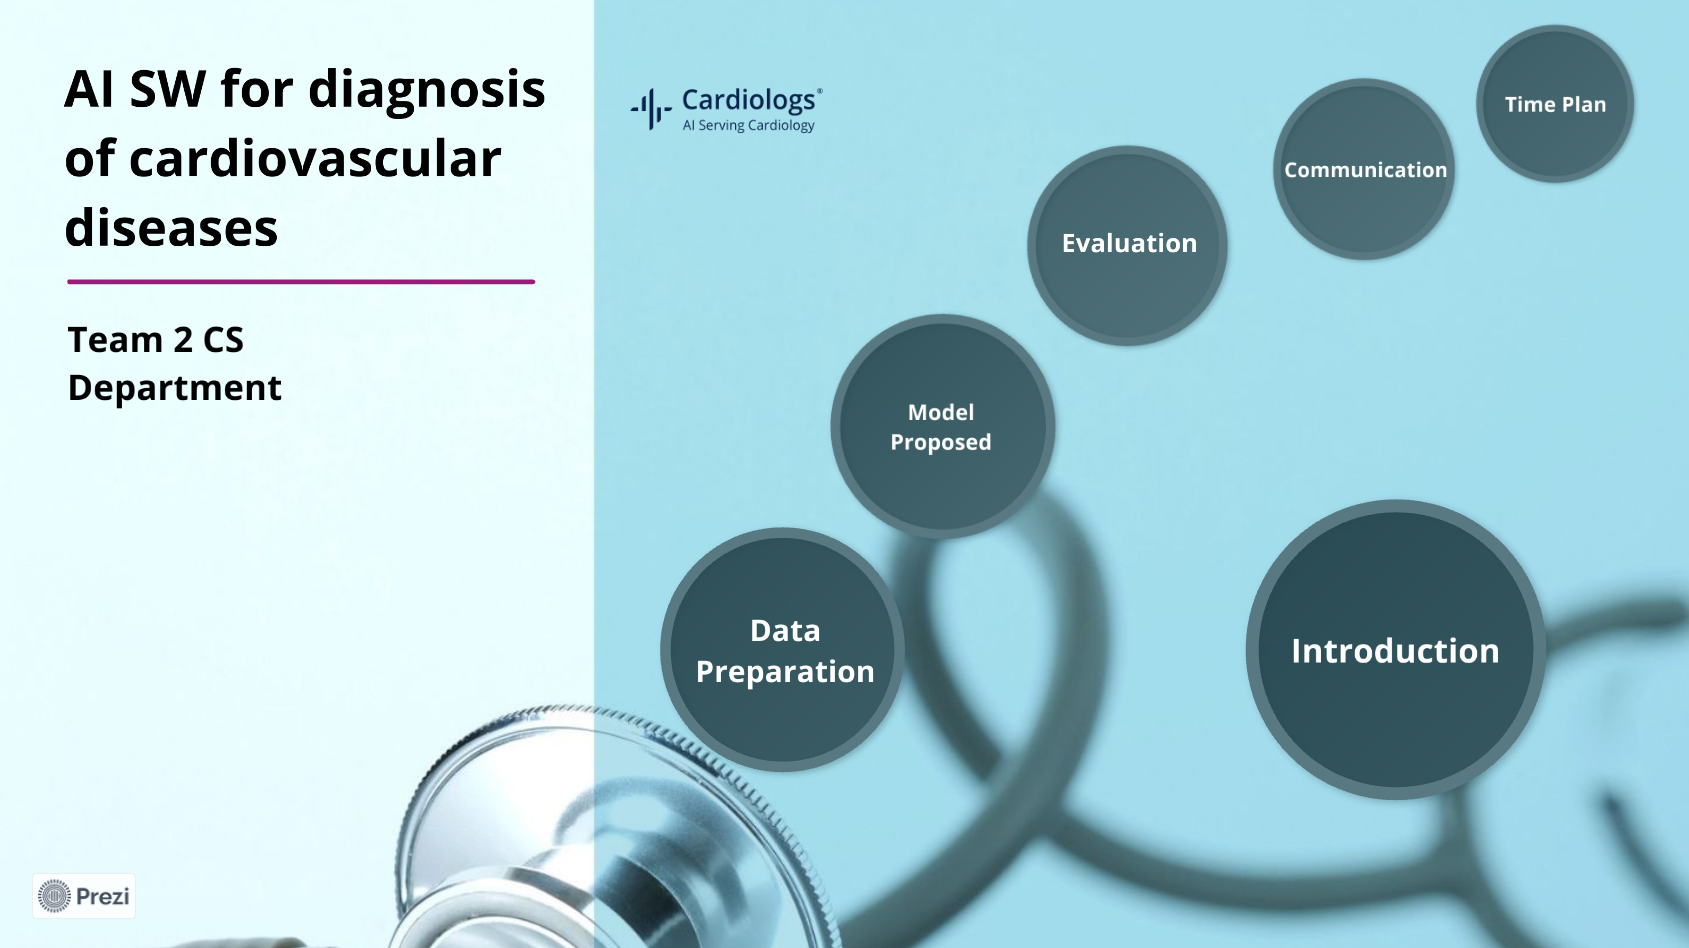 AI SW for diagnosis
of cardiovascular
diseases
Team 2 CS
Department
Cardiologs®
AI Serving Cardiology
Time Plan
Communication
Evaluation
Model
Proposed
Data
Preparation
Introduction
Prezi